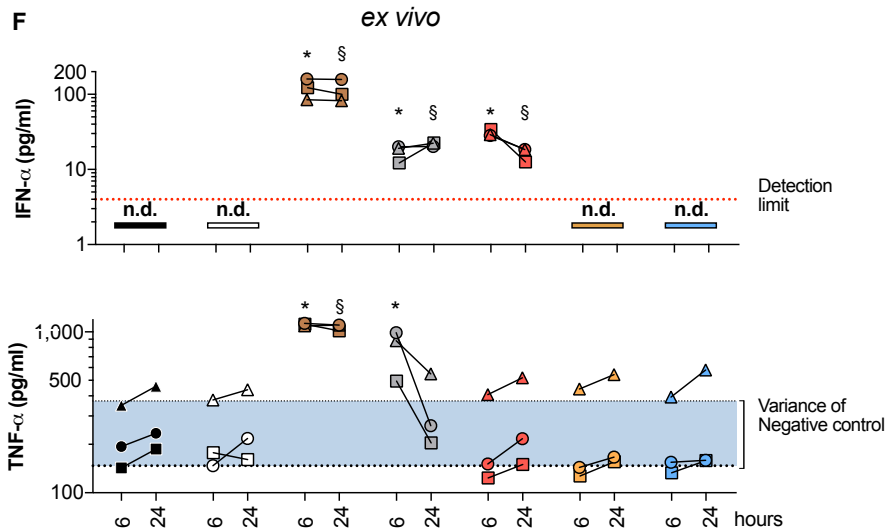 F
ex vivo
IFN-α (pg/ml)
200
100
10
1
* §
* §
* §
n.d.
n.d.
n.d.
n.d.
Detection
limit
TNF-α (pg/ml)
1,000
500
100
* §
*
Variance of
Negative control
6 24 6 24 6 24 6 24 6 24 6 24 6 24 hours